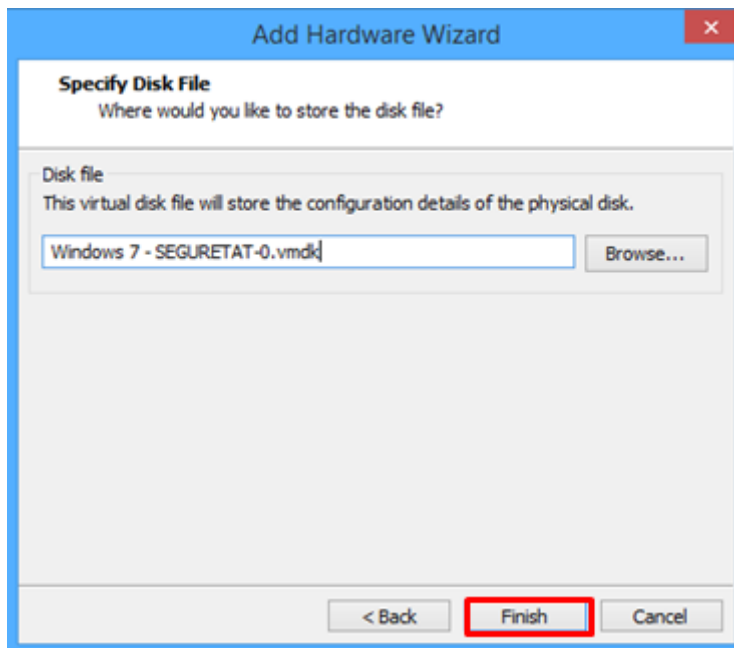 Add Hardware Wizard
Specify Disk File
Where would you like to store the disk file?
Disk file
This virtual disk file will store the configuration details of the physical disk.
Windows 7 - SEGURETAT-0.vmdk
Browse...
< Back
Finish
Cancel